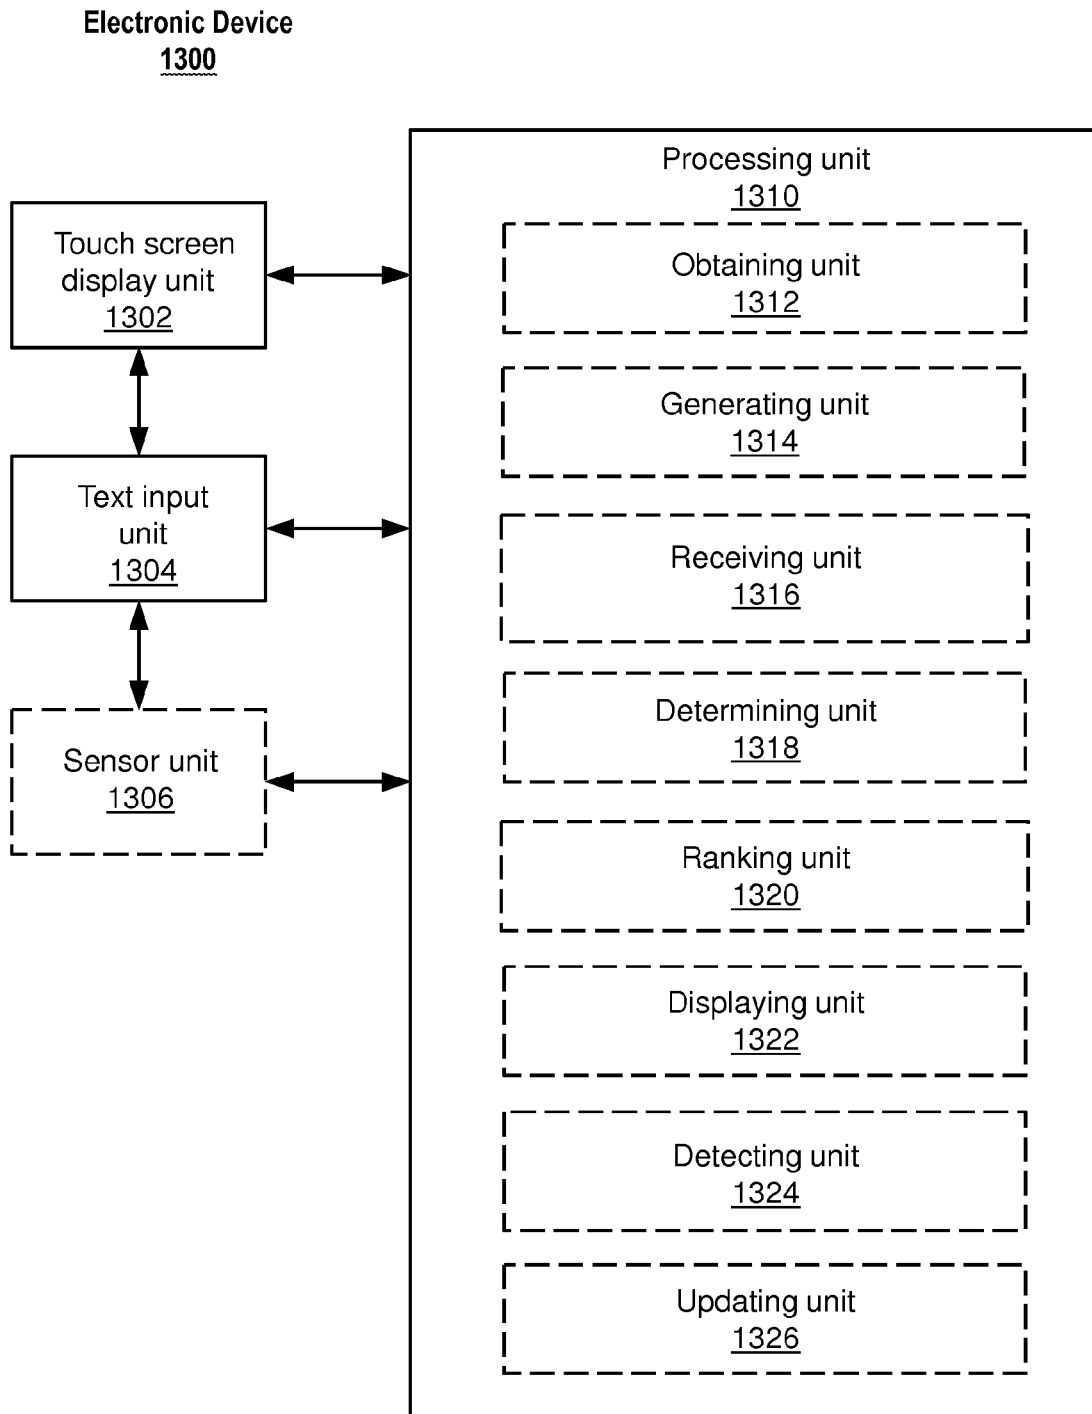 Electronic Device
1300
Processing unit
1310
Touch screen
display unit
1302
Text input
unit
1304
Sensor unit
1306
Obtaining unit
1312
Generating unit
1314
Receiving unit
1316
Determining unit
1318
Ranking unit
1320
Displaying unit
1322
Detecting unit
1324
Updating unit
1326